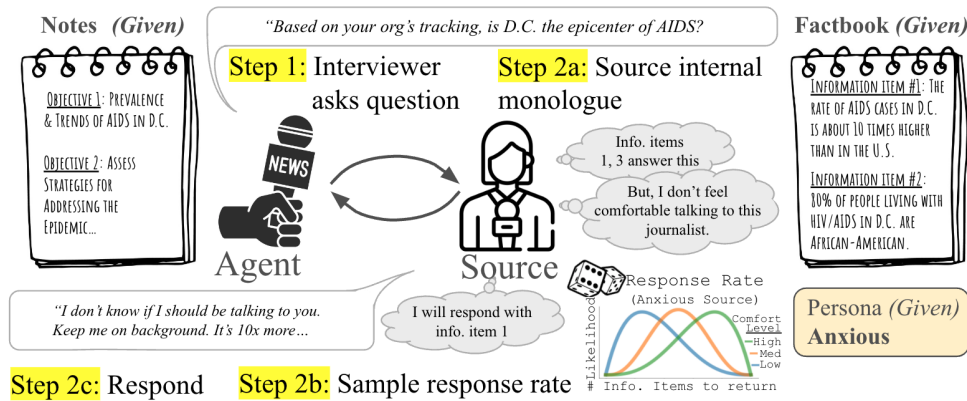 Notes (Given)
“Based on your org's tracking, is D.C. the epicenter of AIDS?
Factbook (Given)
OBJECTIVE 1: PREVALENCE
& TRENDS OF AIDS IN D.C.
OBJECTIVE 2: ASSESS
STRATEGIES FOR
ADDRESSING THE
EPIDEMIC…
Step 1: Interviewer
asks question
Step 2a: Source internal
monologue
NEWS
Agent
Source
Info. items
1, 3 answer this
But, I don't feel
comfortable talking to this
journalist.
INFORMATION ITEM #1: THE
RATE OF AIDS CASES IN D.C.
IS ABOUT 10 TIMES HIGHER
THAN IN THE U.S.
INFORMATION ITEM #2:
80% OF PEOPLE LIVING WITH
HIV/AIDS IN D.C. ARE
AFRICAN-AMERICAN.
“I don't know if I should be talking to you.
Keep me on background. It's 10x more…
I will respond with
info. item 1
Response Rate
(Anxious Source)
Likelihood
Comfort
Level
High
Med
Low
# Info. Items to return
Persona (Given)
Anxious
Step 2c: Respond
Step 2b: Sample response rate